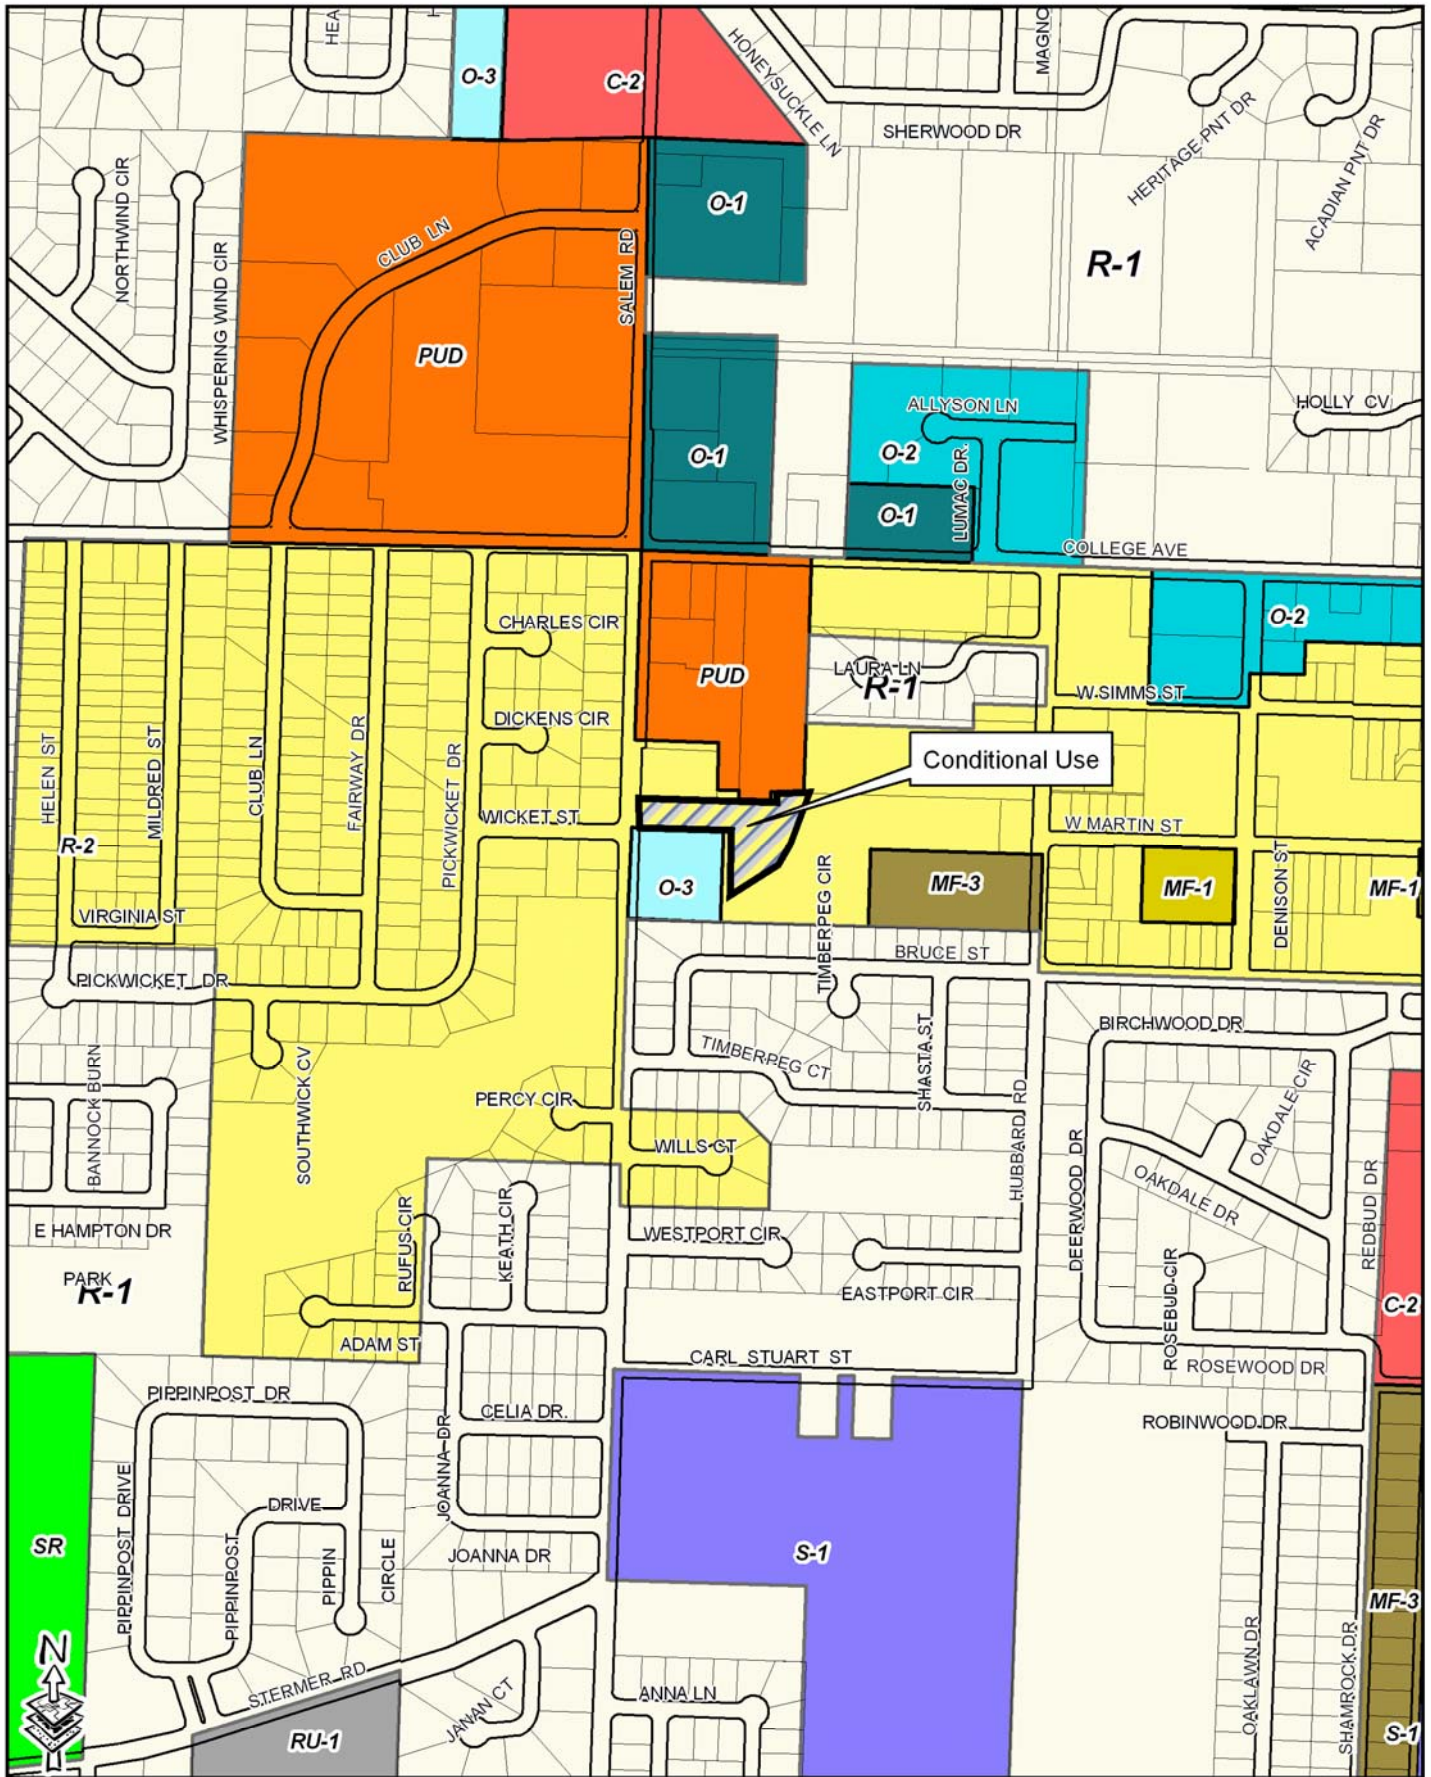 HEA
O-3
C-2
HONEYSUCKLE LN
MAGNO
SHERWOOD DR
HERITAGE PNT DR
ACADIAN PNT DR
NORTHWIND CIR
WHISPERING WIND CIR
CLUB LN
SALEM RD
O-1
R-1
PUD
O-1
ALLYSON LN
O-2
LUMAC DR.
O-1
HOLLY CV
COLLEGE AVE
CHARLES CIR
O-2
LAURA LN
PUD
R-1
W SIMMS ST
DICKENS CIR
HELEN ST
MILDRED ST
CLUB LN
FAIRWAY DR
PICKWICKET DR
Conditional Use
WICKET ST
W MARTIN ST
R-2
O-3
TIMBERPEG CIR
MF-3
MF-1
DENISON ST
MF-1
VIRGINIA ST
BRUCE ST
PICKWICKET DR
BIRCHWOOD DR
TIMBERPEG CT
SHASTA ST
BANNOCK BURN
SOUTHWICK CV
PERCY CIR
OAKDALE CIR
HUBBARD RD
DEERWOOD DR
WILLS CT
OAKDALE DR
REDBUD DR
E HAMPTON DR
RUFUS CIR
KEATH CIR
WESTPORT CIR
PARK
R-1
EASTPORT CIR
ROSEBUD CIR
C-2
ADAM ST
CARL STUART ST
ROSEWOOD DR
PIPPINPOST DR
CELIA DR.
ROBINWOOD DR
JOANNA DR
PIPPINPOST DRIVE
DRIVE
PIPPINPOST
PIPPIN
CIRCLE
SR
JOANNA DR
S-1
MF-3
OAKLAWN DR
SHAMROCK DR
N
STERMER RD
JANAN CT
ANNA LN
RU-1
S-1